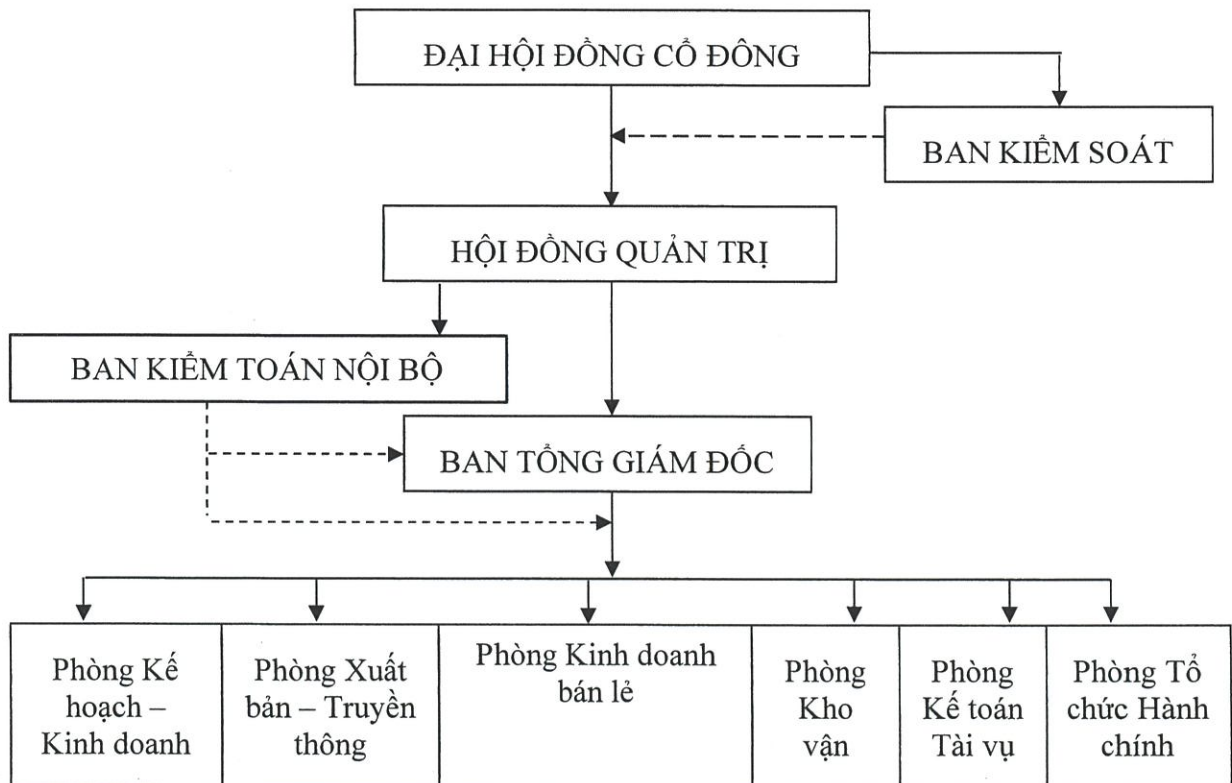 ĐẠI HỘI ĐỒNG CỔ ĐÔNG
BAN KIỂM SOÁT
HỘI ĐỒNG QUẢN TRỊ
BAN KIỂM TOÁN NỘI BỘ
BAN TỔNG GIÁM ĐỐC
Phòng Kế
hoạch –
Kinh doanh
Phòng Xuất
bản – Truyền
thông
Phòng Kinh doanh
bán lẻ
Phòng
Kho
vận
Phòng
Kế toán
Tài vụ
Phòng Tổ
chức Hành
chính